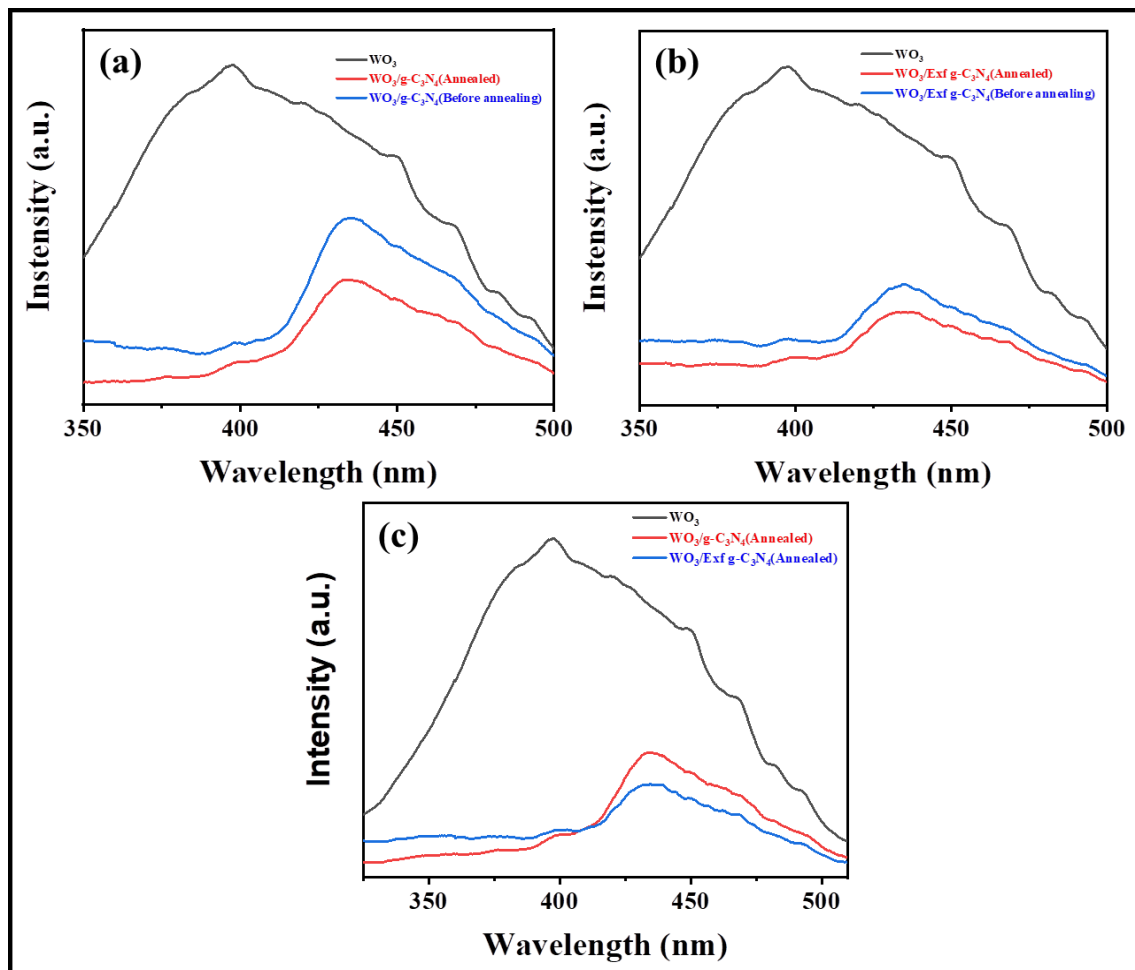 (a)
WO₃
WO₃/g-C₃N₄(Annealed)
WO₃/g-C₃N₄(Before annealing)
Instensity (a.u.)
350 400 450 500
Wavelength (nm)
(b)
WO₃
WO₃/Exf g-C₃N₄(Annealed)
WO₃/Exf g-C₃N₄(Before annealing)
Instensity (a.u.)
350 400 450 500
Wavelength (nm)
(c)
WO₃
WO₃/g-C₃N₄(Annealed)
WO₃/Exf g-C₃N₄(Annealed)
Intensity (a.u.)
350 400 450 500
Wavelength (nm)